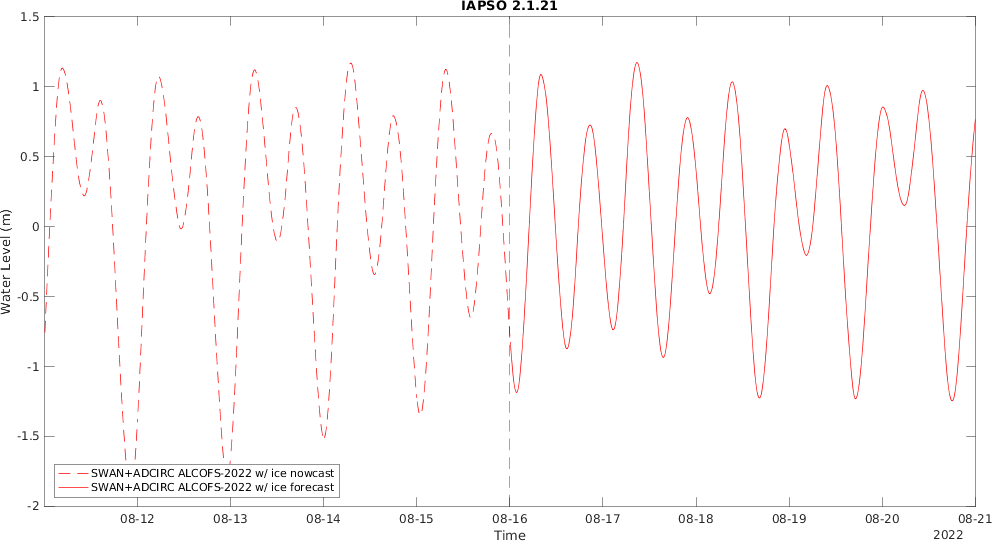 IAPSO 2.1.21
Water Level (m)
1.5
1
0.5
0
-0.5
-1
-1.5
-2
SWAN+ADCIRC ALCOFS-2022 w/ ice nowcast
SWAN+ADCIRC ALCOFS-2022 w/ ice forecast
08-12 08-13 08-14 08-15 08-16 08-17 08-18 08-19 08-20 08-21
Time
2022